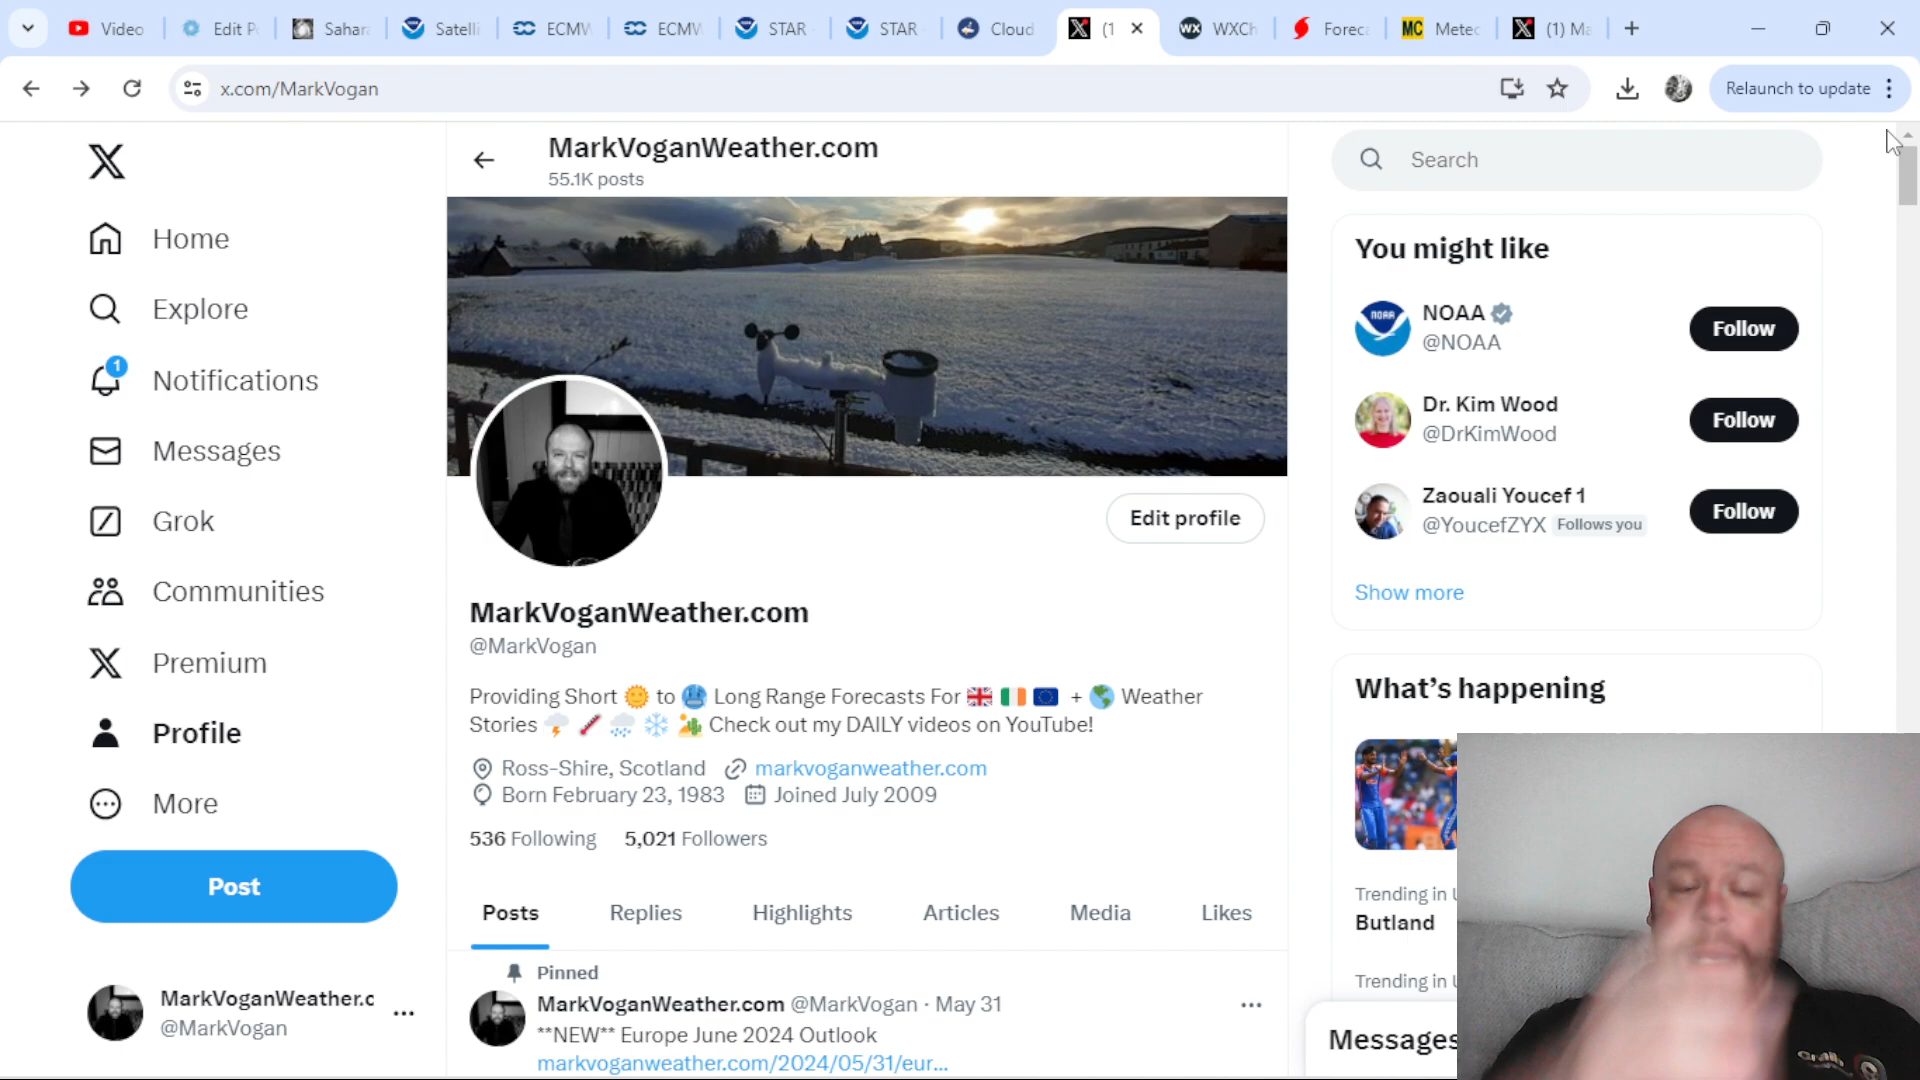 Video
Edit P
Sahar
Satelli
ECMW
ECMW
STAR
STAR
Cloud
(1
WXCh
Foreca
Metec
(1) Ma
x.com/MarkVogan
Relaunch to update
MarkVoganWeather.com
55.1K posts
Search
Home
Explore
1
Notifications
Messages
Grok
Communities
Premium
Profile
More
Post
MarkVoganWeather.c
@MarkVogan
Edit profile
MarkVoganWeather.com
@MarkVogan
Providing Short 🌞 to 🥶 Long Range Forecasts For 🇬🇧 🇮🇪 🇪🇺 + 🌎 Weather
Stories 🌩️ 🌡️ 🌧️ ❄️ 🏜️ Check out my DAILY videos on YouTube!
Ross-Shire, Scotland markvoganweather.com
Born February 23, 1983 Joined July 2009
536 Following 5,021 Followers
Posts Replies Highlights Articles Media Likes
Pinned
MarkVoganWeather.com @MarkVogan · May 31
**NEW** Europe June 2024 Outlook
markvoganweather.com/2024/05/31/eur...
You might like
NOAA
@NOAA
Follow
Dr. Kim Wood
@DrKimWood
Follow
Zaouali Youcef 1
@YoucefZYX Follows you
Follow
Show more
What's happening
Trending in U
Butland
Trending in U
Messages